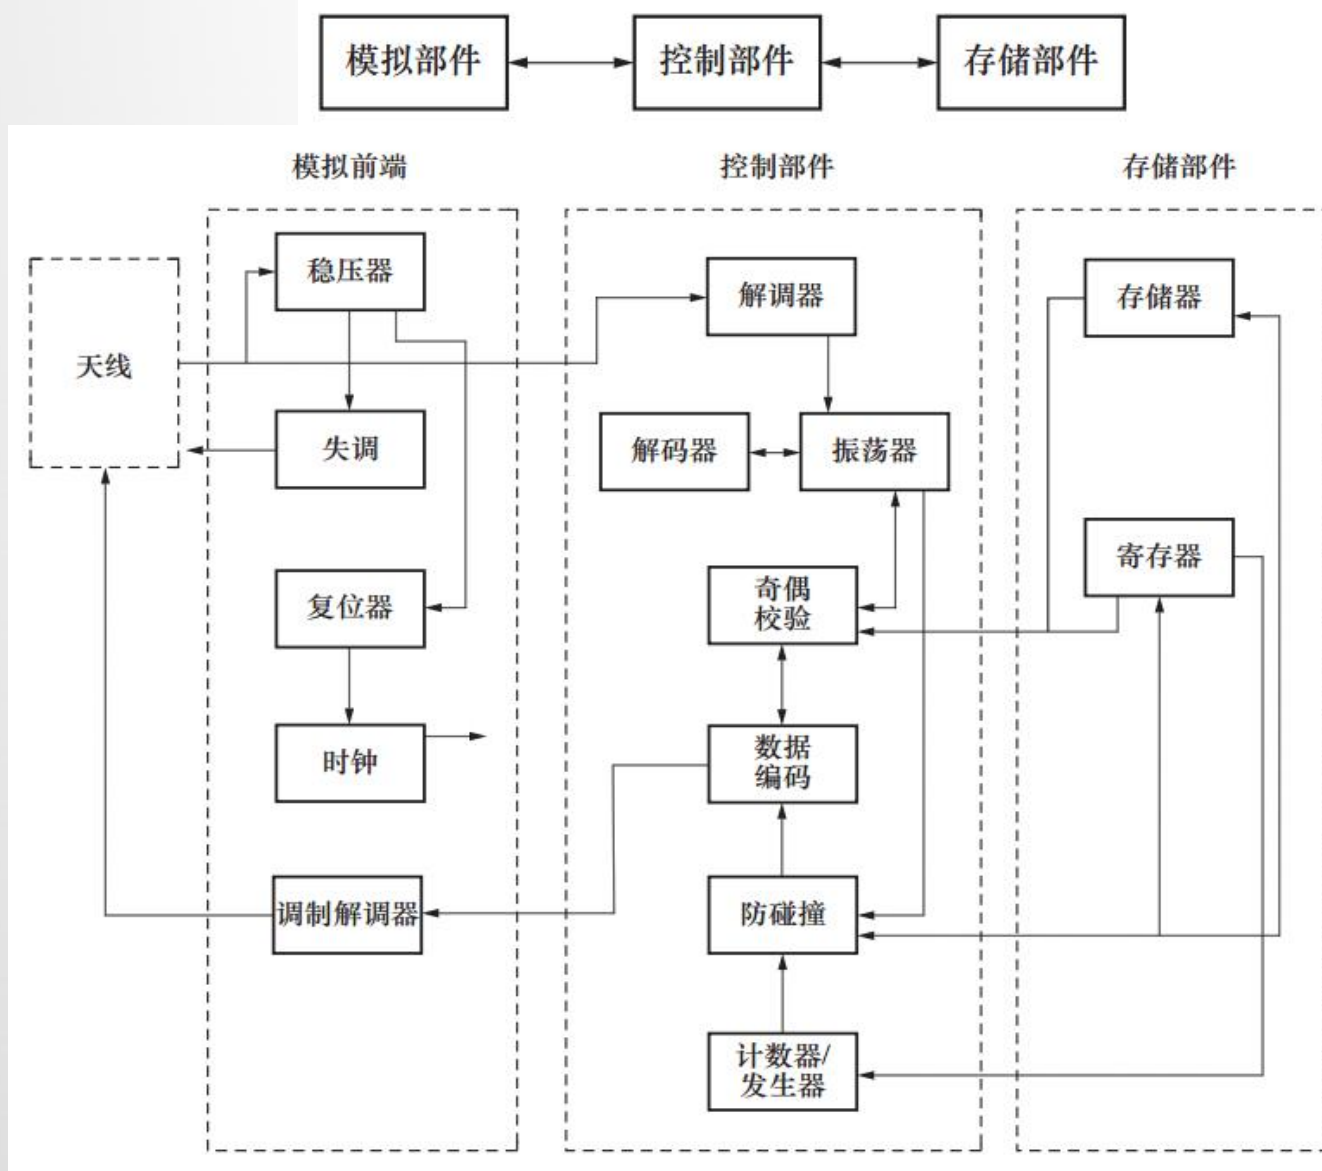 模拟部件
控制部件
存储部件
模拟前端
控制部件
存储部件
稳压器
解调器
存储器
天线
失调
解码器
振荡器
寄存器
复位器
奇偶
校验
时钟
数据
编码
调制解调器
防碰撞
计数器/
发生器